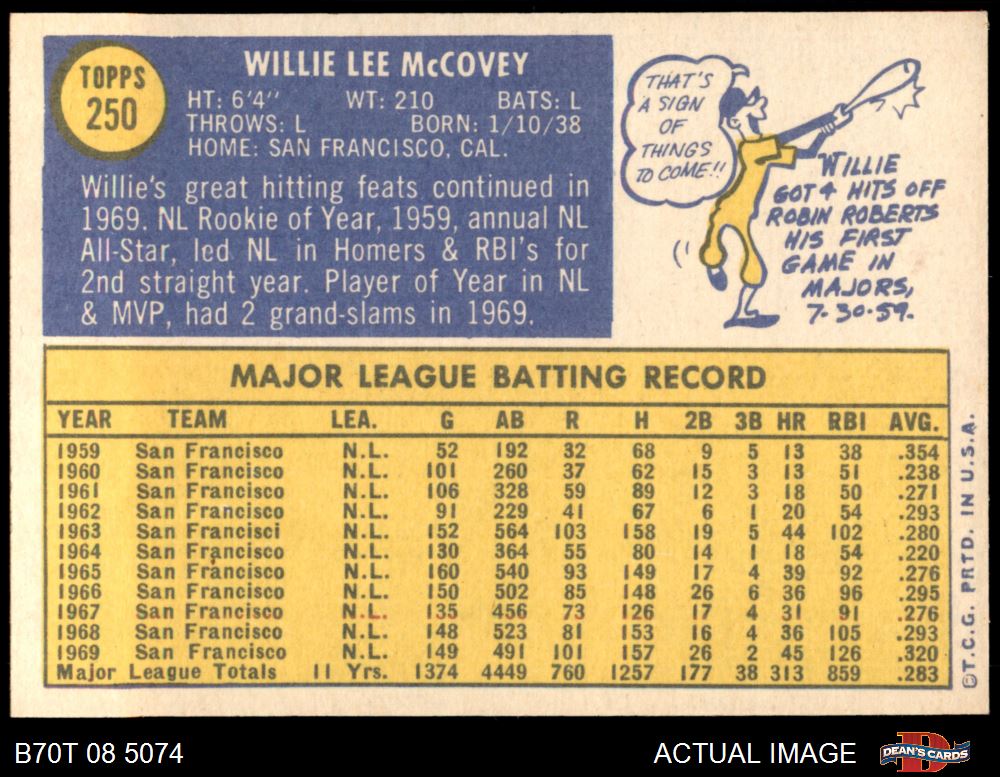 TOPPS
250
WILLIE LEE McCOVEY
HT: 6'4" WT: 210 BATS: L
THROWS: L BORN: 1/10/38
HOME: SAN FRANCISCO, CAL.
Willie's great hitting feats continued in
1969. NL Rookie of Year, 1959, annual NL
All-Star, led NL in Homers & RBI's for
2nd straight year. Player of Year in NL
& MVP, had 2 grand-slams in 1969.
THAT'S
A SIGN
OF
THINGS
TO COME!!
WILLIE
GOT 4 HITS OFF
ROBIN ROBERTS
HIS FIRST
GAME IN
MAJORS,
7-30-59.
MAJOR LEAGUE BATTING RECORD
YEAR TEAM LEA. G AB R H 2B 3B HR RBI AVG.
1959 San Francisco N.L. 52 192 32 68 9 5 13 38 .354
1960 San Francisco N.L. 101 260 37 62 15 3 13 51 .238
1961 San Francisco N.L. 106 328 59 89 12 3 18 50 .271
1962 San Francisco N.L. 91 229 41 67 6 1 20 54 .293
1963 San Francisci N.L. 152 564 103 158 19 5 44 102 .280
1964 San Francisco N.L. 130 364 55 80 14 1 18 54 .220
1965 San Francisco N.L. 160 540 93 149 17 4 39 92 .276
1966 San Francisco N.L. 150 502 85 148 26 6 36 96 .295
1967 San Francisco N.L. 135 456 73 126 17 4 31 91 .276
1968 San Francisco N.L. 148 523 81 153 16 4 36 105 .293
1969 San Francisco N.L. 149 491 101 157 26 2 45 126 .320
Major League Totals 11 Yrs. 1374 4449 760 1257 177 38 313 859 .283
©T.C.G. PRTD. IN U.S.A.
B70T 08 5074
ACTUAL IMAGE
DEAN'S CARDS